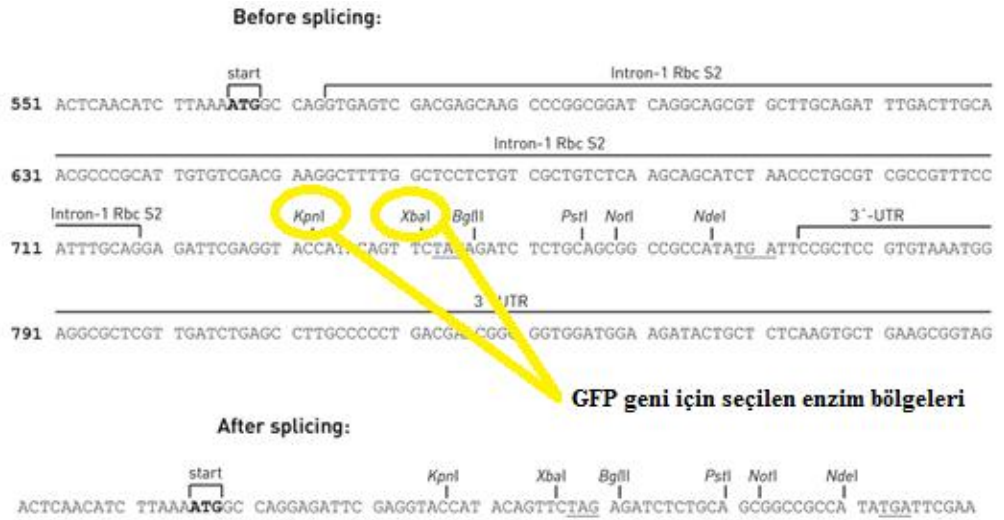 Before splicing:
start Intron-1 Rbc S2
551 ACTCAACATC TTAAAATGGC CAGGTGAGTC GACGAGCAAG CCCGGCGGAT CAGGCAGCGT GCTTGCAGAT TTGACTTGCA
Intron-1 Rbc S2
631 ACGCCCGCAT TGTGTCGACG AAGGCTTTTG GCTCCTCTGT CGCTGTCTCA AGCAGCATCT AACCCTGCGT CGCCGTTTCC
Intron-1 Rbc S2 KpnI XbaI BglII PstI NotI NdeI 3´-UTR
711 ATTTGCAGGA GATTCGAGGT CTCTGCAGCGG CCGCCATATG ATTCCGCTCC GTGTAAATGG
UTR
791 AGGCGCTCGT TGATCTGAGC CTTGCCCCCT GGTGGATGGA AGATACTGCT CTCAAGTGCT GAAGCGGTAG
GFP geni için seçilen enzim bölgeleri
After splicing:
start KpnI XbaI BglII PstI NotI NdeI
ACTCAACATC TTAAAATGGC CAGGAGATTC GAGGTACCAT ACAGTTCTAG AGATCTCTGCA GCGGCCGCCA TATGATTCGAA